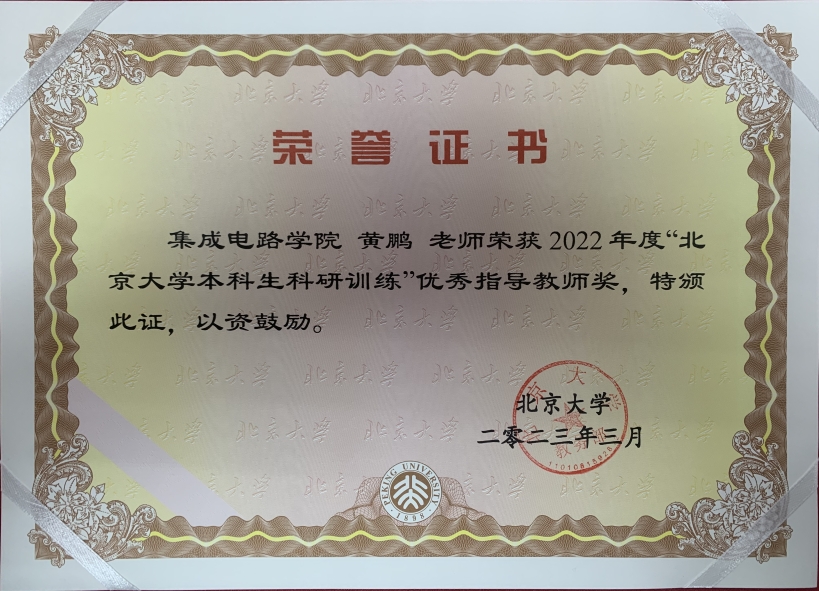 荣誉证书
集成电路学院 黄鹏 老师荣获2022年度“北
京大学本科生科研训练”优秀指导教师奖，特颁
此证，以资鼓励。
北京大学
二零二三年三月
PEKING UNIVERSITY
1898